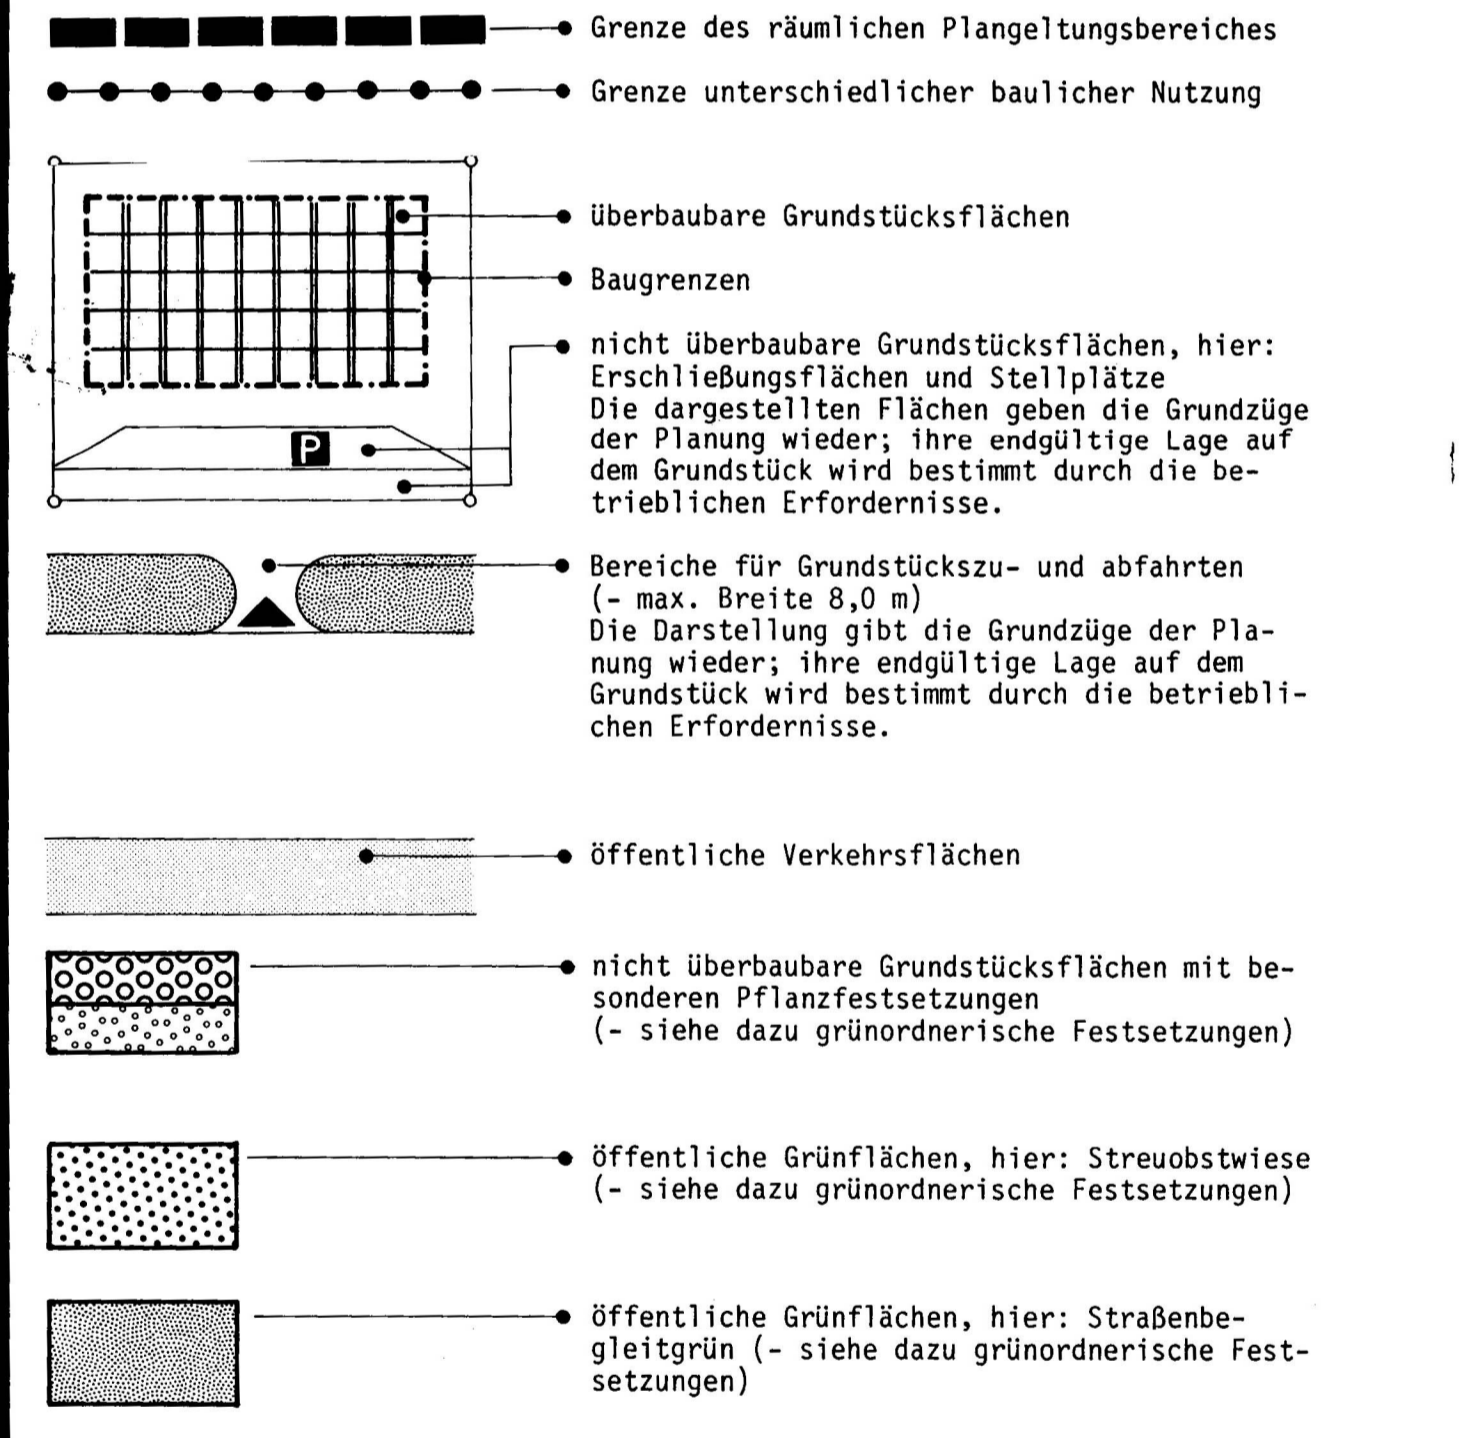 Grenze des räumlichen Plangeltungsbereiches
Grenze unterschiedlicher baulicher Nutzung
überbaubare Grundstücksflächen
Baugrenzen
nicht überbaubare Grundstücksflächen, hier:
Erschließungsflächen und Stellplätze
Die dargestellten Flächen geben die Grundzüge
der Planung wieder; ihre endgültige Lage auf
dem Grundstück wird bestimmt durch die be-
trieblichen Erfordernisse.
P
Bereiche für Grundstückszu- und abfahrten
(- max. Breite 8,0 m)
Die Darstellung gibt die Grundzüge der Pla-
nung wieder; ihre endgültige Lage auf dem
Grundstück wird bestimmt durch die betriebli-
chen Erfordernisse.
öffentliche Verkehrsflächen
nicht überbaubare Grundstücksflächen mit be-
sonderen Pflanzfestsetzungen
(- siehe dazu grünordnerische Festsetzungen)
öffentliche Grünflächen, hier: Streuobstwiese
(- siehe dazu grünordnerische Festsetzungen)
öffentliche Grünflächen, hier: Straßenbe-
gleitgrün (- siehe dazu grünordnerische Fest-
setzungen)